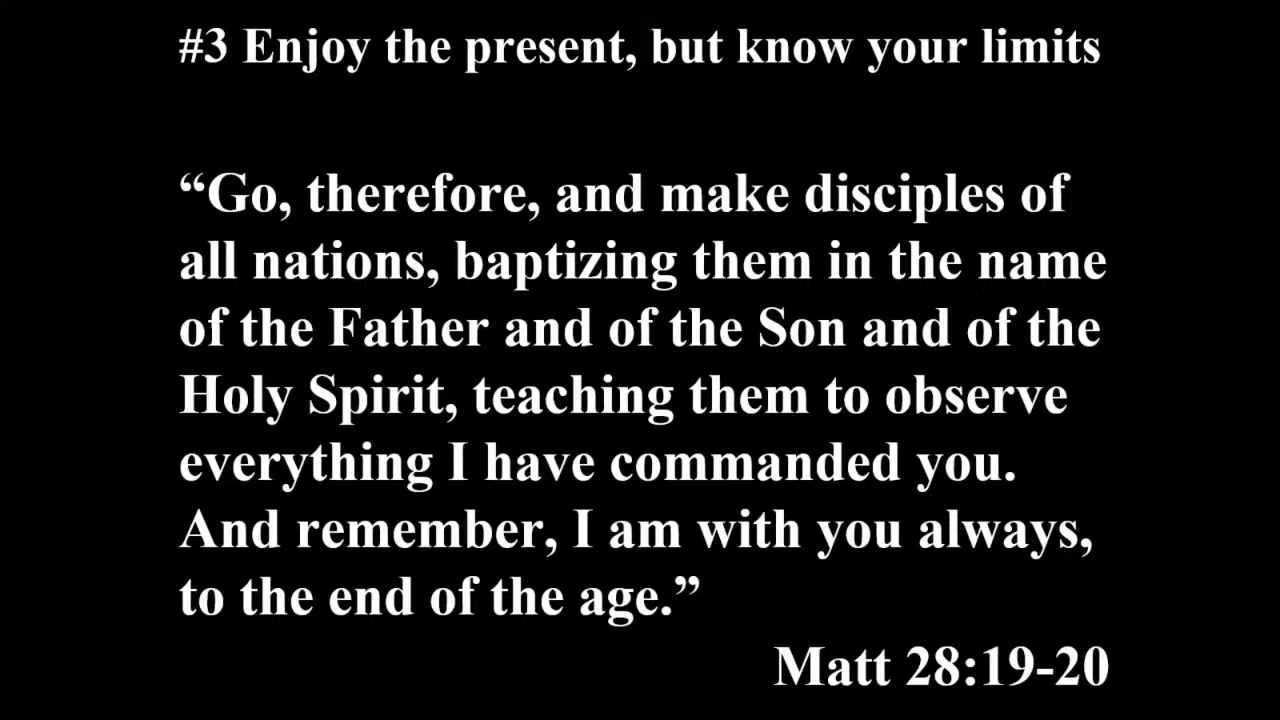 #3 Enjoy the present, but know your limits
“Go, therefore, and make disciples of
all nations, baptizing them in the name
of the Father and of the Son and of the
Holy Spirit, teaching them to observe
everything I have commanded you.
And remember, I am with you always,
to the end of the age.”
Matt 28:19-20